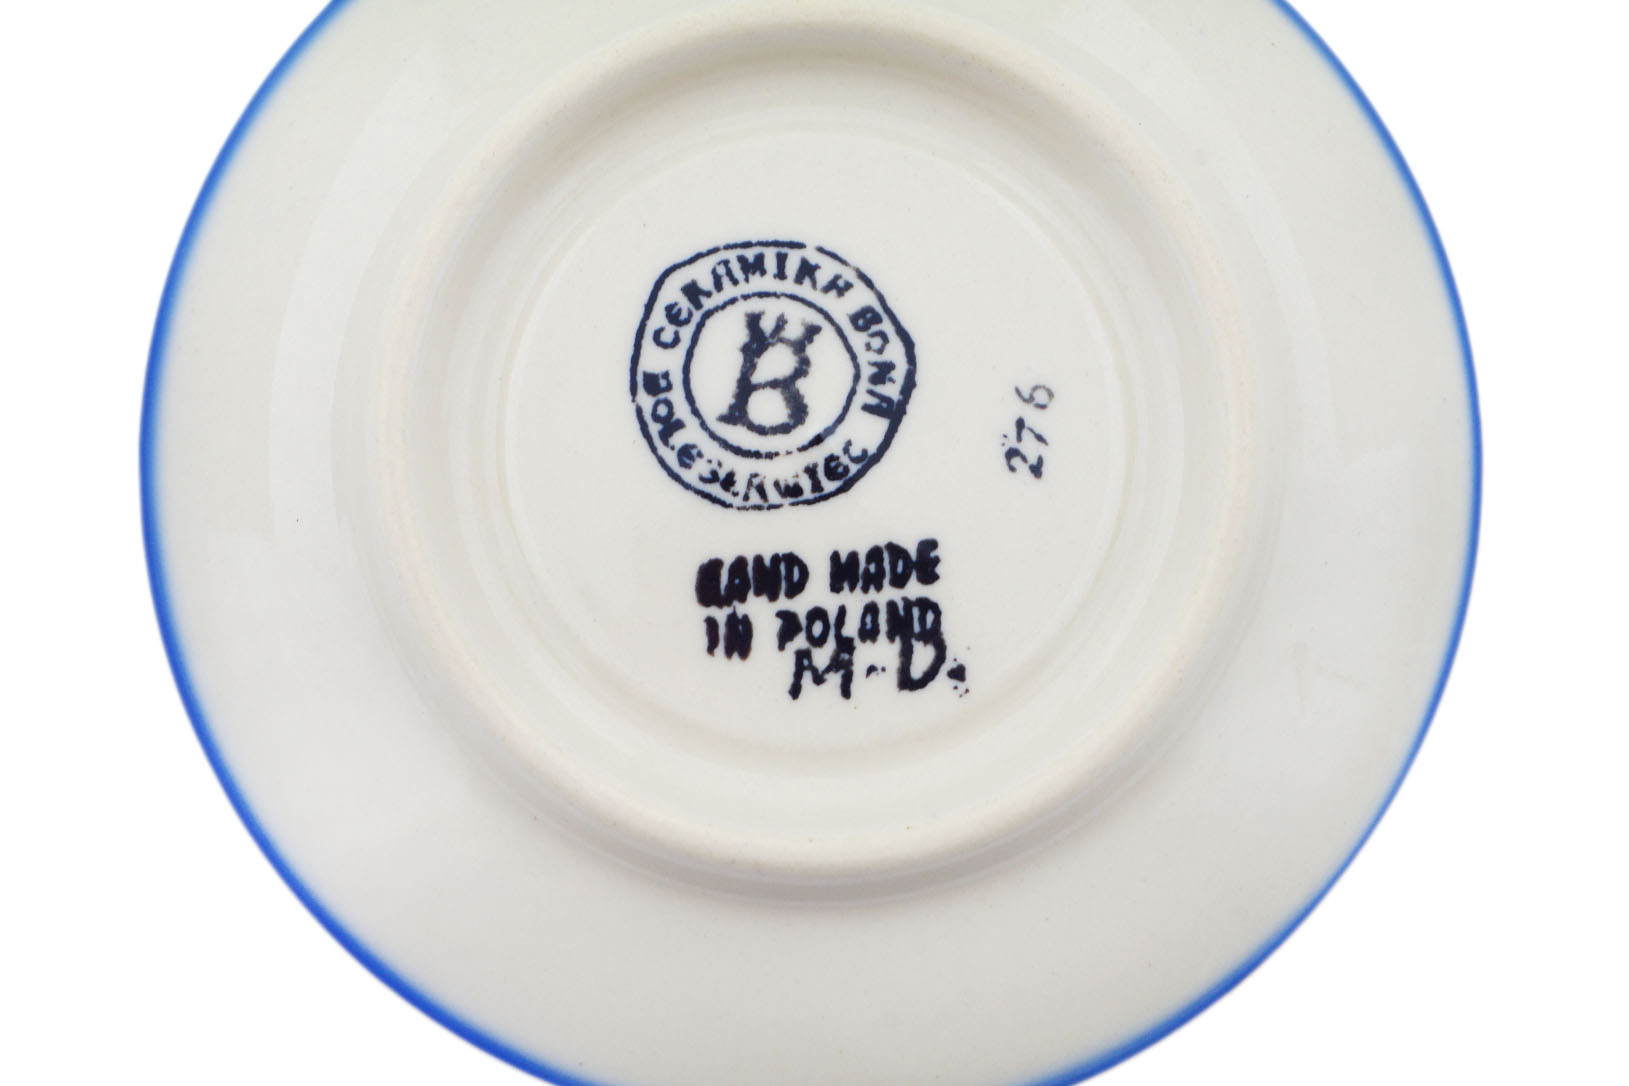 CERAMIKA BONA
BOLESŁAWIEC
B
276
HAND MADE
IN POLAND
M-D.